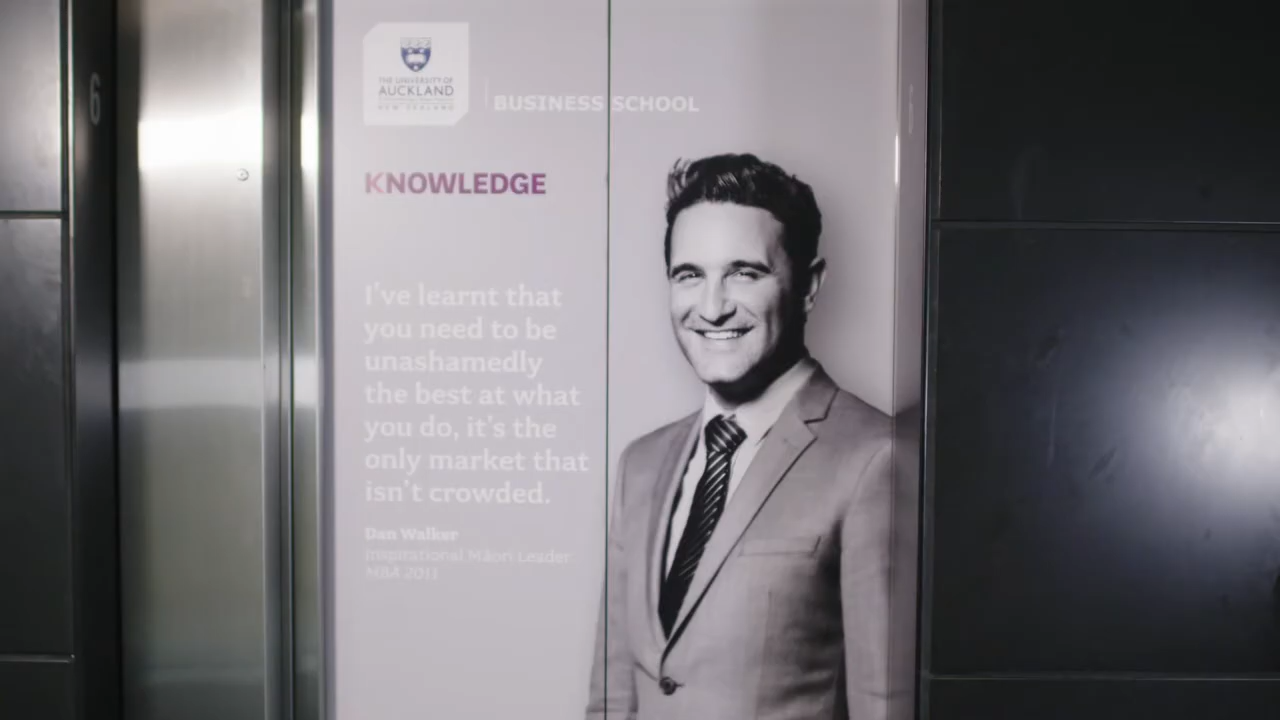 6
THE UNIVERSITY OF
AUCKLAND
NEW ZEALAND
BUSINESS SCHOOL
KNOWLEDGE
I've learnt that
you need to be
unashamedly
the best at what
you do, it's the
only market that
isn't crowded.
Dan Walker
Inspirational Māori Leader
MBA 2011